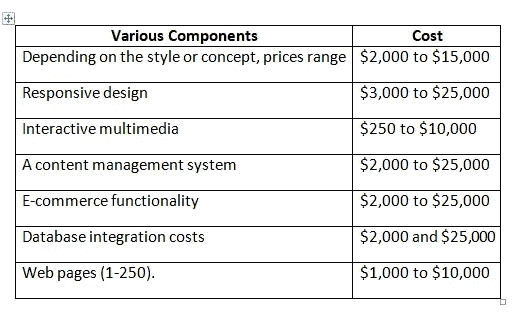 Various Components Cost
Depending on the style or concept, prices range $2,000 to $15,000
Responsive design $3,000 to $25,000
Interactive multimedia $250 to $10,000
A content management system $2,000 to $25,000
E-commerce functionality $2,000 to $25,000
Database integration costs $2,000 and $25,000
Web pages (1-250). $1,000 to $10,000